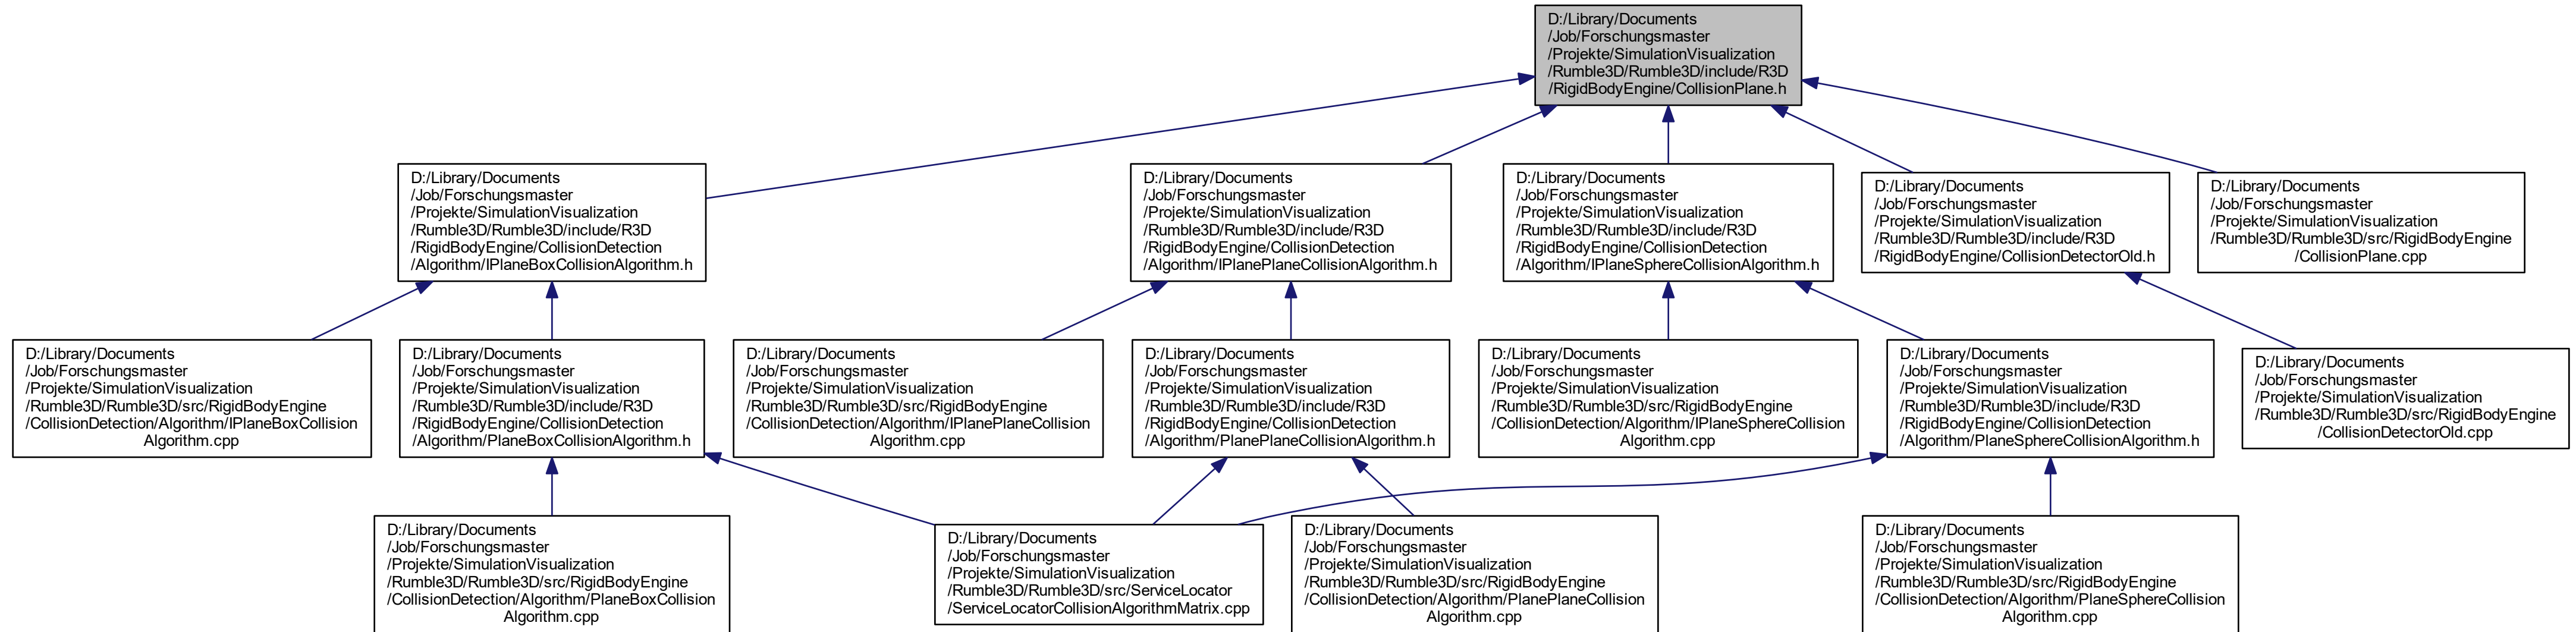 D:/Library/Documents
/Job/Forschungsmaster
/Projekte/SimulationVisualization
/Rumble3D/Rumble3D/include/R3D
/RigidBodyEngine/CollisionPlane.h
D:/Library/Documents
/Job/Forschungsmaster
/Projekte/SimulationVisualization
/Rumble3D/Rumble3D/include/R3D
/RigidBodyEngine/CollisionDetection
/Algorithm/IPlaneBoxCollisionAlgorithm.h
D:/Library/Documents
/Job/Forschungsmaster
/Projekte/SimulationVisualization
/Rumble3D/Rumble3D/include/R3D
/RigidBodyEngine/CollisionDetection
/Algorithm/IPlanePlaneCollisionAlgorithm.h
D:/Library/Documents
/Job/Forschungsmaster
/Projekte/SimulationVisualization
/Rumble3D/Rumble3D/include/R3D
/RigidBodyEngine/CollisionDetection
/Algorithm/IPlaneSphereCollisionAlgorithm.h
D:/Library/Documents
/Job/Forschungsmaster
/Projekte/SimulationVisualization
/Rumble3D/Rumble3D/include/R3D
/RigidBodyEngine/CollisionDetectorOld.h
D:/Library/Documents
/Job/Forschungsmaster
/Projekte/SimulationVisualization
/Rumble3D/Rumble3D/src/RigidBodyEngine
/CollisionPlane.cpp
D:/Library/Documents
/Job/Forschungsmaster
/Projekte/SimulationVisualization
/Rumble3D/Rumble3D/src/RigidBodyEngine
/CollisionDetection/Algorithm/IPlaneBoxCollision
Algorithm.cpp
D:/Library/Documents
/Job/Forschungsmaster
/Projekte/SimulationVisualization
/Rumble3D/Rumble3D/include/R3D
/RigidBodyEngine/CollisionDetection
/Algorithm/PlaneBoxCollisionAlgorithm.h
D:/Library/Documents
/Job/Forschungsmaster
/Projekte/SimulationVisualization
/Rumble3D/Rumble3D/src/RigidBodyEngine
/CollisionDetection/Algorithm/IPlanePlaneCollision
Algorithm.cpp
D:/Library/Documents
/Job/Forschungsmaster
/Projekte/SimulationVisualization
/Rumble3D/Rumble3D/include/R3D
/RigidBodyEngine/CollisionDetection
/Algorithm/PlanePlaneCollisionAlgorithm.h
D:/Library/Documents
/Job/Forschungsmaster
/Projekte/SimulationVisualization
/Rumble3D/Rumble3D/src/RigidBodyEngine
/CollisionDetection/Algorithm/IPlaneSphereCollision
Algorithm.cpp
D:/Library/Documents
/Job/Forschungsmaster
/Projekte/SimulationVisualization
/Rumble3D/Rumble3D/include/R3D
/RigidBodyEngine/CollisionDetection
/Algorithm/PlaneSphereCollisionAlgorithm.h
D:/Library/Documents
/Job/Forschungsmaster
/Projekte/SimulationVisualization
/Rumble3D/Rumble3D/src/RigidBodyEngine
/CollisionDetectorOld.cpp
D:/Library/Documents
/Job/Forschungsmaster
/Projekte/SimulationVisualization
/Rumble3D/Rumble3D/src/RigidBodyEngine
/CollisionDetection/Algorithm/PlaneBoxCollision
Algorithm.cpp
D:/Library/Documents
/Job/Forschungsmaster
/Projekte/SimulationVisualization
/Rumble3D/Rumble3D/src/ServiceLocator
/ServiceLocatorCollisionAlgorithmMatrix.cpp
D:/Library/Documents
/Job/Forschungsmaster
/Projekte/SimulationVisualization
/Rumble3D/Rumble3D/src/RigidBodyEngine
/CollisionDetection/Algorithm/PlanePlaneCollision
Algorithm.cpp
D:/Library/Documents
/Job/Forschungsmaster
/Projekte/SimulationVisualization
/Rumble3D/Rumble3D/src/RigidBodyEngine
/CollisionDetection/Algorithm/PlaneSphereCollision
Algorithm.cpp